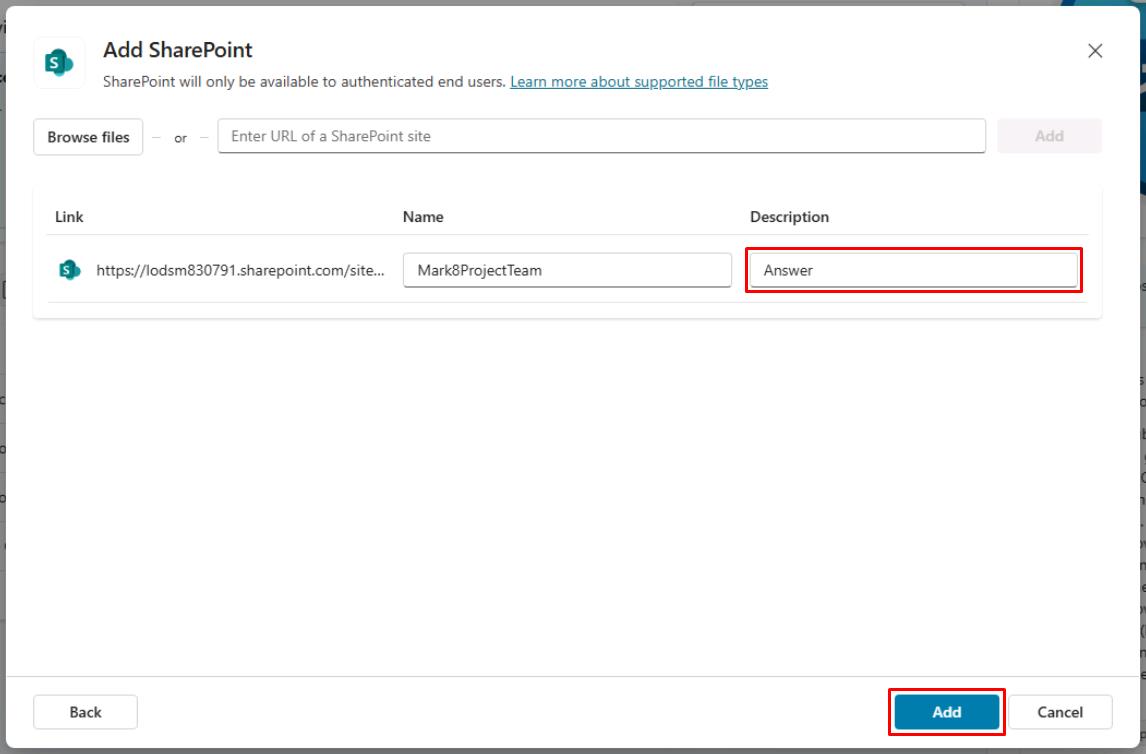 Add SharePoint
SharePoint will only be available to authenticated end users. Learn more about supported file types
Browse files or Enter URL of a SharePoint site Add
Link Name Description
https://lodsm830791.sharepoint.com/site... Mark8ProjectTeam Answer
Back Add Cancel